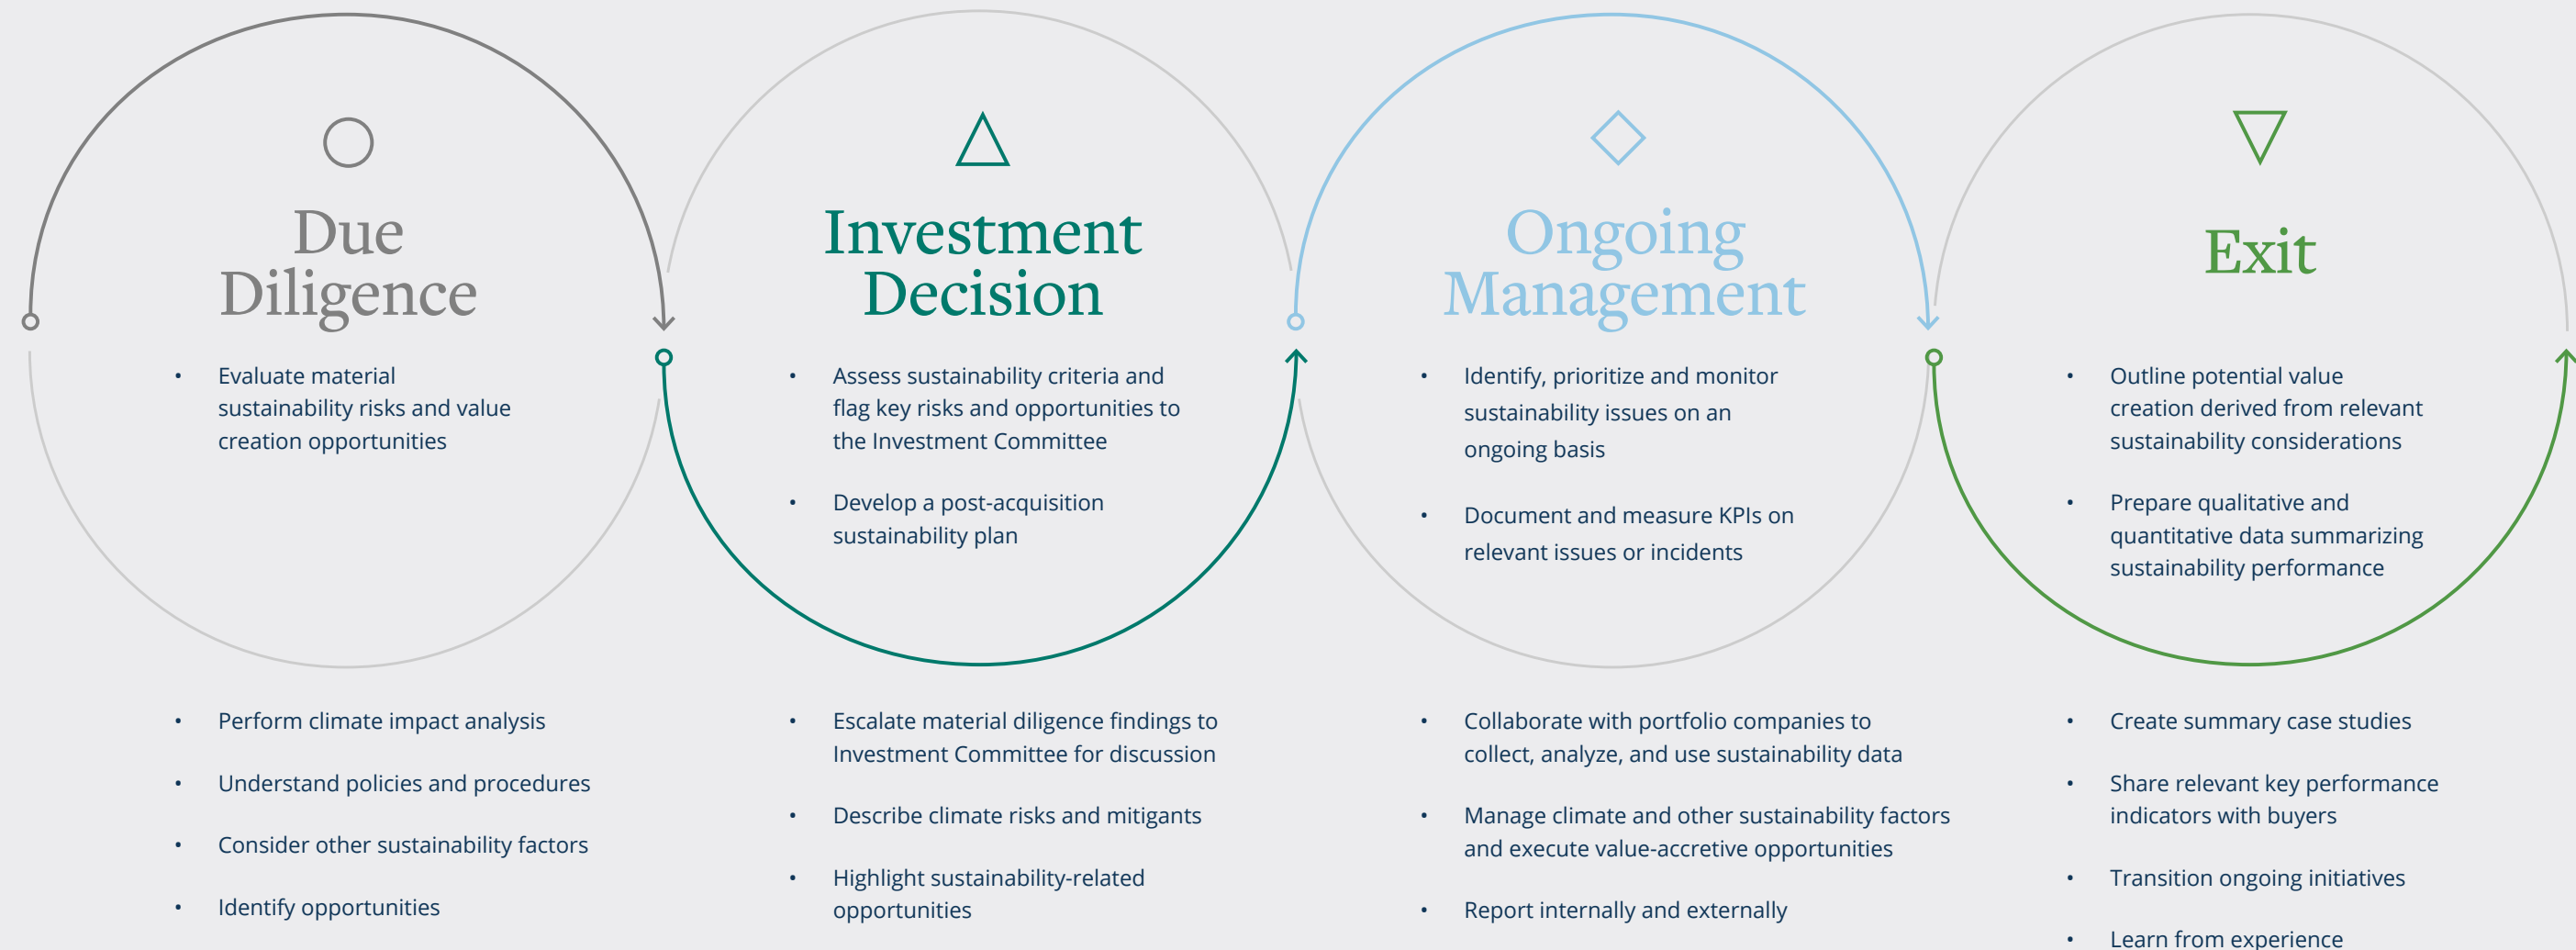 Due
Diligence
• Evaluate material
sustainability risks and value
creation opportunities
• Perform climate impact analysis
• Understand policies and procedures
• Consider other sustainability factors
• Identify opportunities
Investment
Decision
• Assess sustainability criteria and
flag key risks and opportunities to
the Investment Committee
• Develop a post-acquisition
sustainability plan
• Escalate material diligence findings to
Investment Committee for discussion
• Describe climate risks and mitigants
• Highlight sustainability-related
opportunities
Ongoing
Management
• Identify, prioritize and monitor
sustainability issues on an
ongoing basis
• Document and measure KPIs on
relevant issues or incidents
• Collaborate with portfolio companies to
collect, analyze, and use sustainability data
• Manage climate and other sustainability factors
and execute value-accretive opportunities
• Report internally and externally
Exit
• Outline potential value
creation derived from relevant
sustainability considerations
• Prepare qualitative and
quantitative data summarizing
sustainability performance
• Create summary case studies
• Share relevant key performance
indicators with buyers
• Transition ongoing initiatives
• Learn from experience